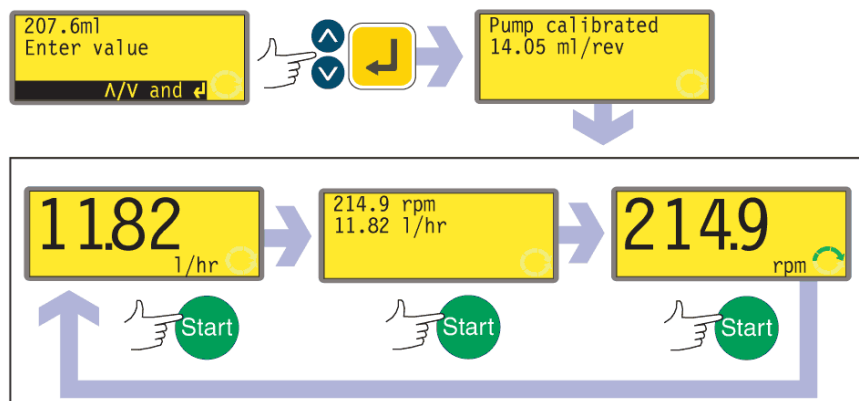 207.6ml
Enter value
Λ/V and ↲
Pump calibrated
14.05 ml/rev
11.82
l/hr
214.9 rpm
11.82 l/hr
214.9
rpm
Start
Start
Start